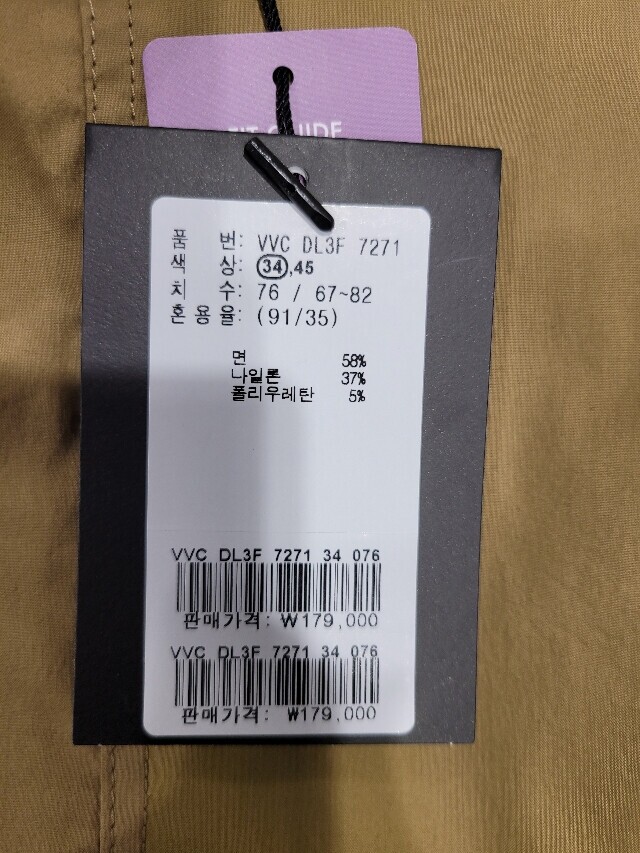 FIT GUIDE
품 번: VVC DL3F 7271
색 상: 34,45
치 수: 76 / 67~82
혼용율: (91/35)
면 58%
나일론 37%
폴리우레탄 5%
VVC DL3F 7271 34 076
판매가격: ₩179,000
VVC DL3F 7271 34 076
판매가격: ₩179,000